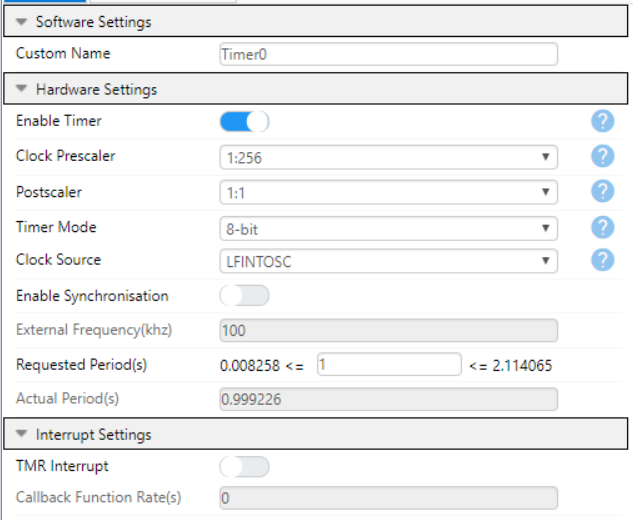 Software Settings
Custom Name Timer0
Hardware Settings
Enable Timer ?
Clock Prescaler 1:256 ?
Postscaler 1:1 ?
Timer Mode 8-bit ?
Clock Source LFINTOSC ?
Enable Synchronisation
External Frequency(khz) 100
Requested Period(s) 0.008258 <= 1 <= 2.114065
Actual Period(s) 0.999226
Interrupt Settings
TMR Interrupt
Callback Function Rate(s) 0